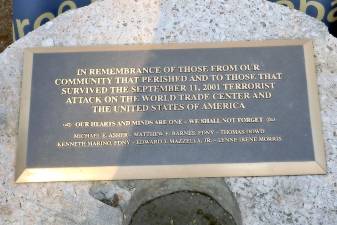 IN REMEMBRANCE OF THOSE FROM OUR
COMMUNITY THAT PERISHED AND TO THOSE THAT
SURVIVED THE SEPTEMBER 11, 2001 TERRORIST
ATTACK ON THE WORLD TRADE CENTER AND
THE UNITED STATES OF AMERICA
OUR HEARTS AND MINDS ARE ONE – WE SHALL NOT FORGET
MICHAEL E. ASHER – MATTHEW E. BARNES, FDNY – THOMAS DOWD
KENNETH MARINO, FDNY – EDWARD J. MAZZELLA, JR. – LYNNE IRENE MORRIS